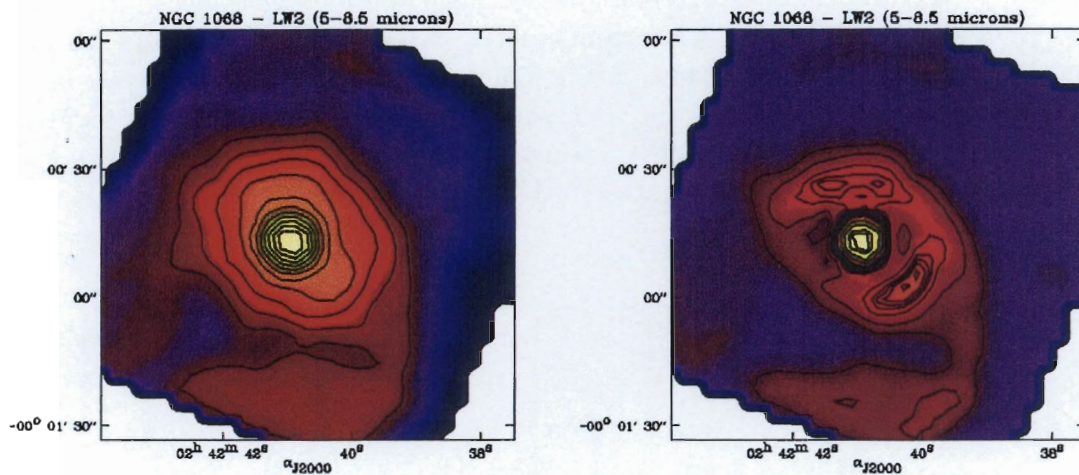 NGC 1068 – LW2 (5–8.5 microns)
00″
00′ 30″
00″
-00° 01′ 30″
02ʰ 42ᵐ 42ˢ
40ˢ
38ˢ
αJ2000
NGC 1068 – LW2 (5–8.5 microns)
00″
00′ 30″
00″
-00° 01′ 30″
02ʰ 42ᵐ 42ˢ
40ˢ
38ˢ
αJ2000